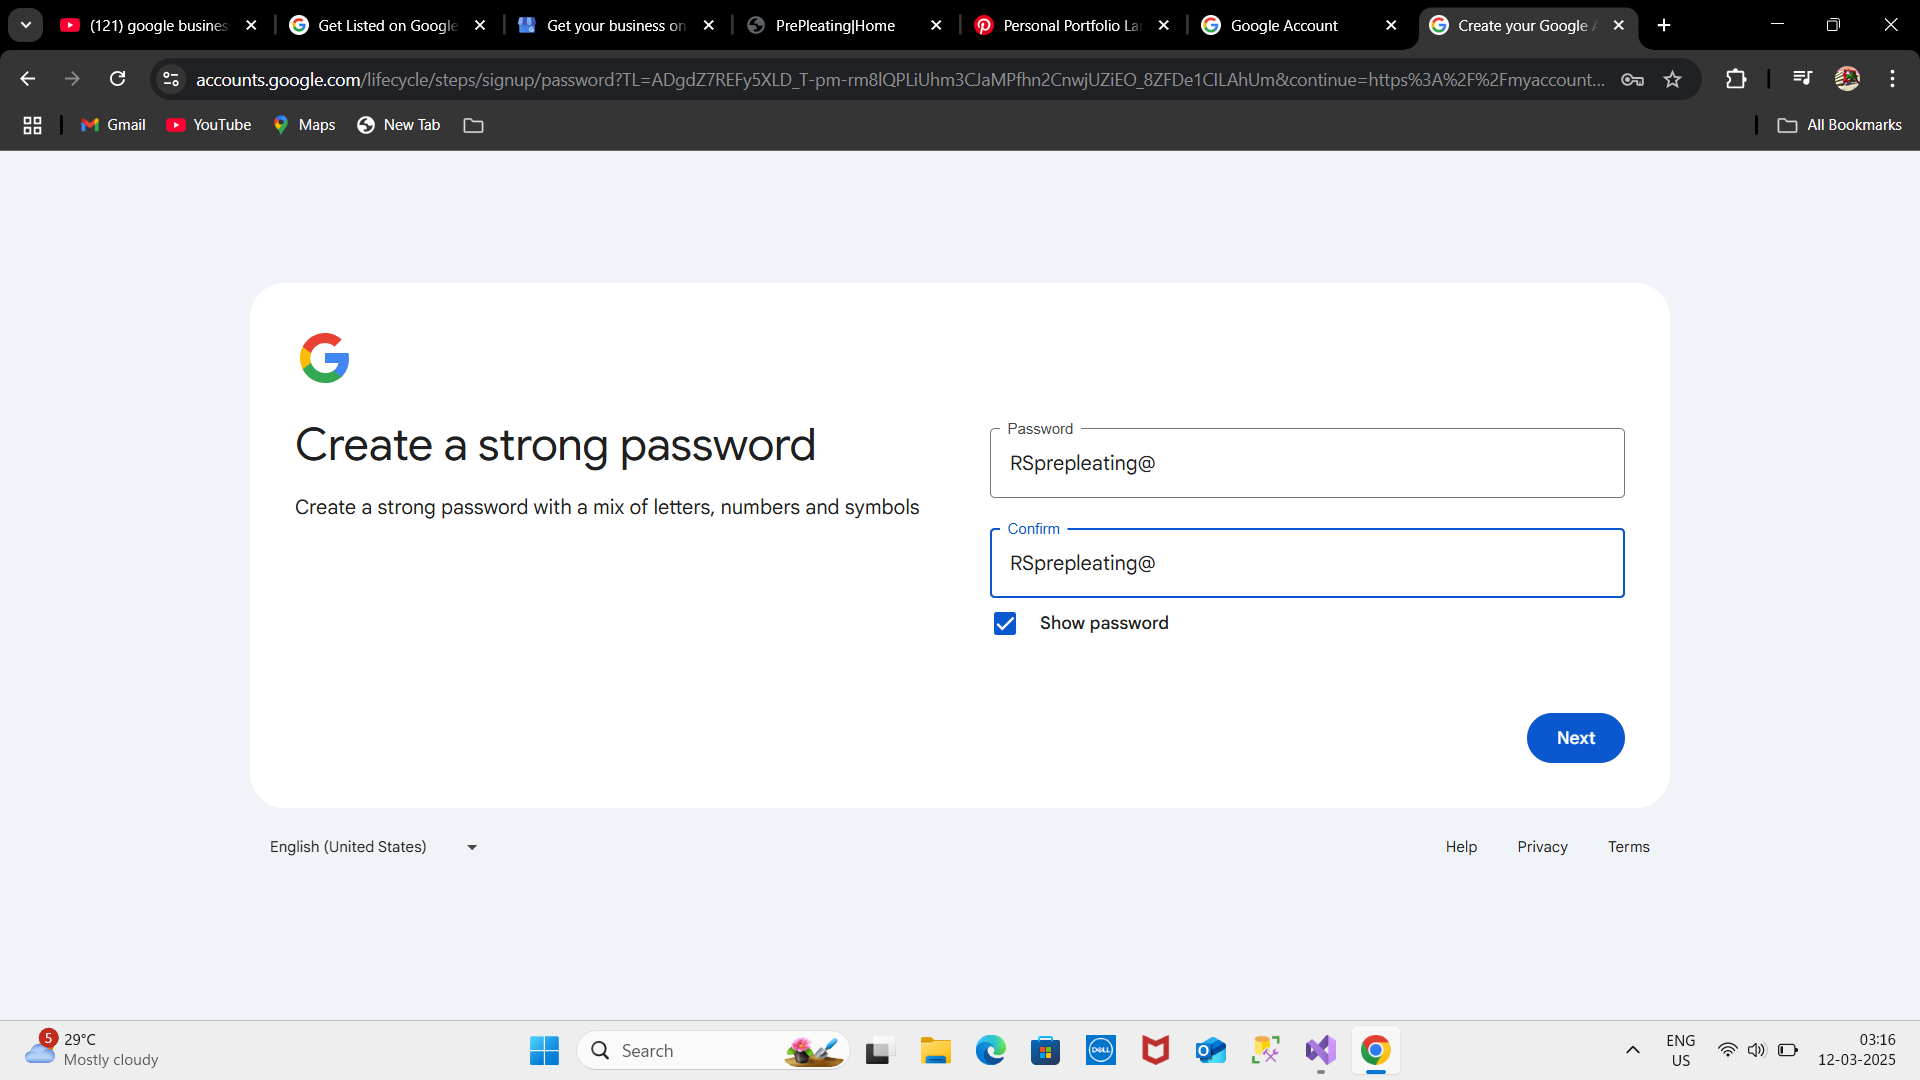 (121) google busines
Get Listed on Google
Get your business on
PrePleating|Home
Personal Portfolio Lan
Google Account
Create your Google A
accounts.google.com/lifecycle/steps/signup/password?TL=ADgdZ7REFy5XLD_T-pm-rm8lQPLiUhm3CJaMPfhn2CnwjUZiEO_8ZFDe1CILAhUm&continue=https%3A%2F%2Fmyaccount...
Gmail
YouTube
Maps
New Tab
All Bookmarks
Create a strong password
Create a strong password with a mix of letters, numbers and symbols
Password
RSprepleating@
Confirm
RSprepleating@
Show password
Next
English (United States)
Help
Privacy
Terms
5
29°C
Mostly cloudy
Search
DELL
ENG
US
03:16
12-03-2025